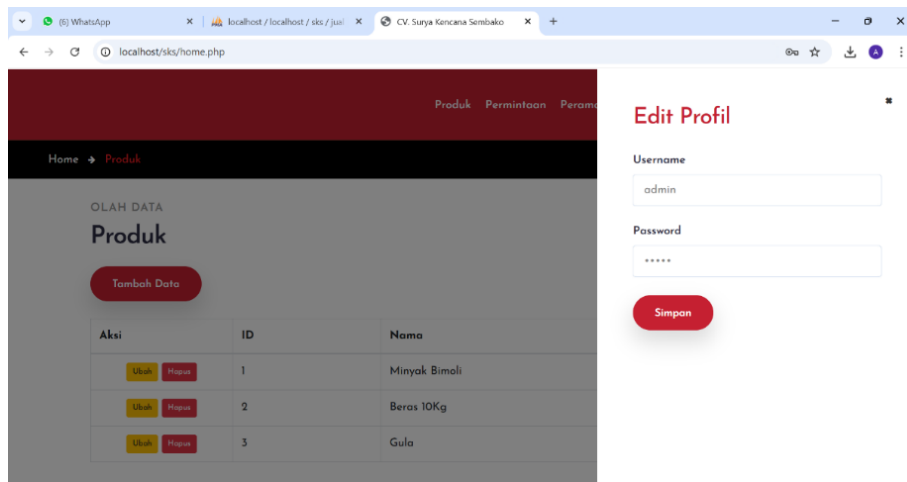 (6) WhatsApp
localhost / localhost / sks / jual
CV. Surya Kencana Sembako
localhost/sks/home.php
A
Produk Permintaan Perama
Home → Produk
OLAH DATA
Produk
Tambah Data
Aksi ID Nama
Ubah Hapus 1 Minyak Bimoli
Ubah Hapus 2 Beras 10Kg
Ubah Hapus 3 Gula
Edit Profil
Username
admin
Password
•••••
Simpan